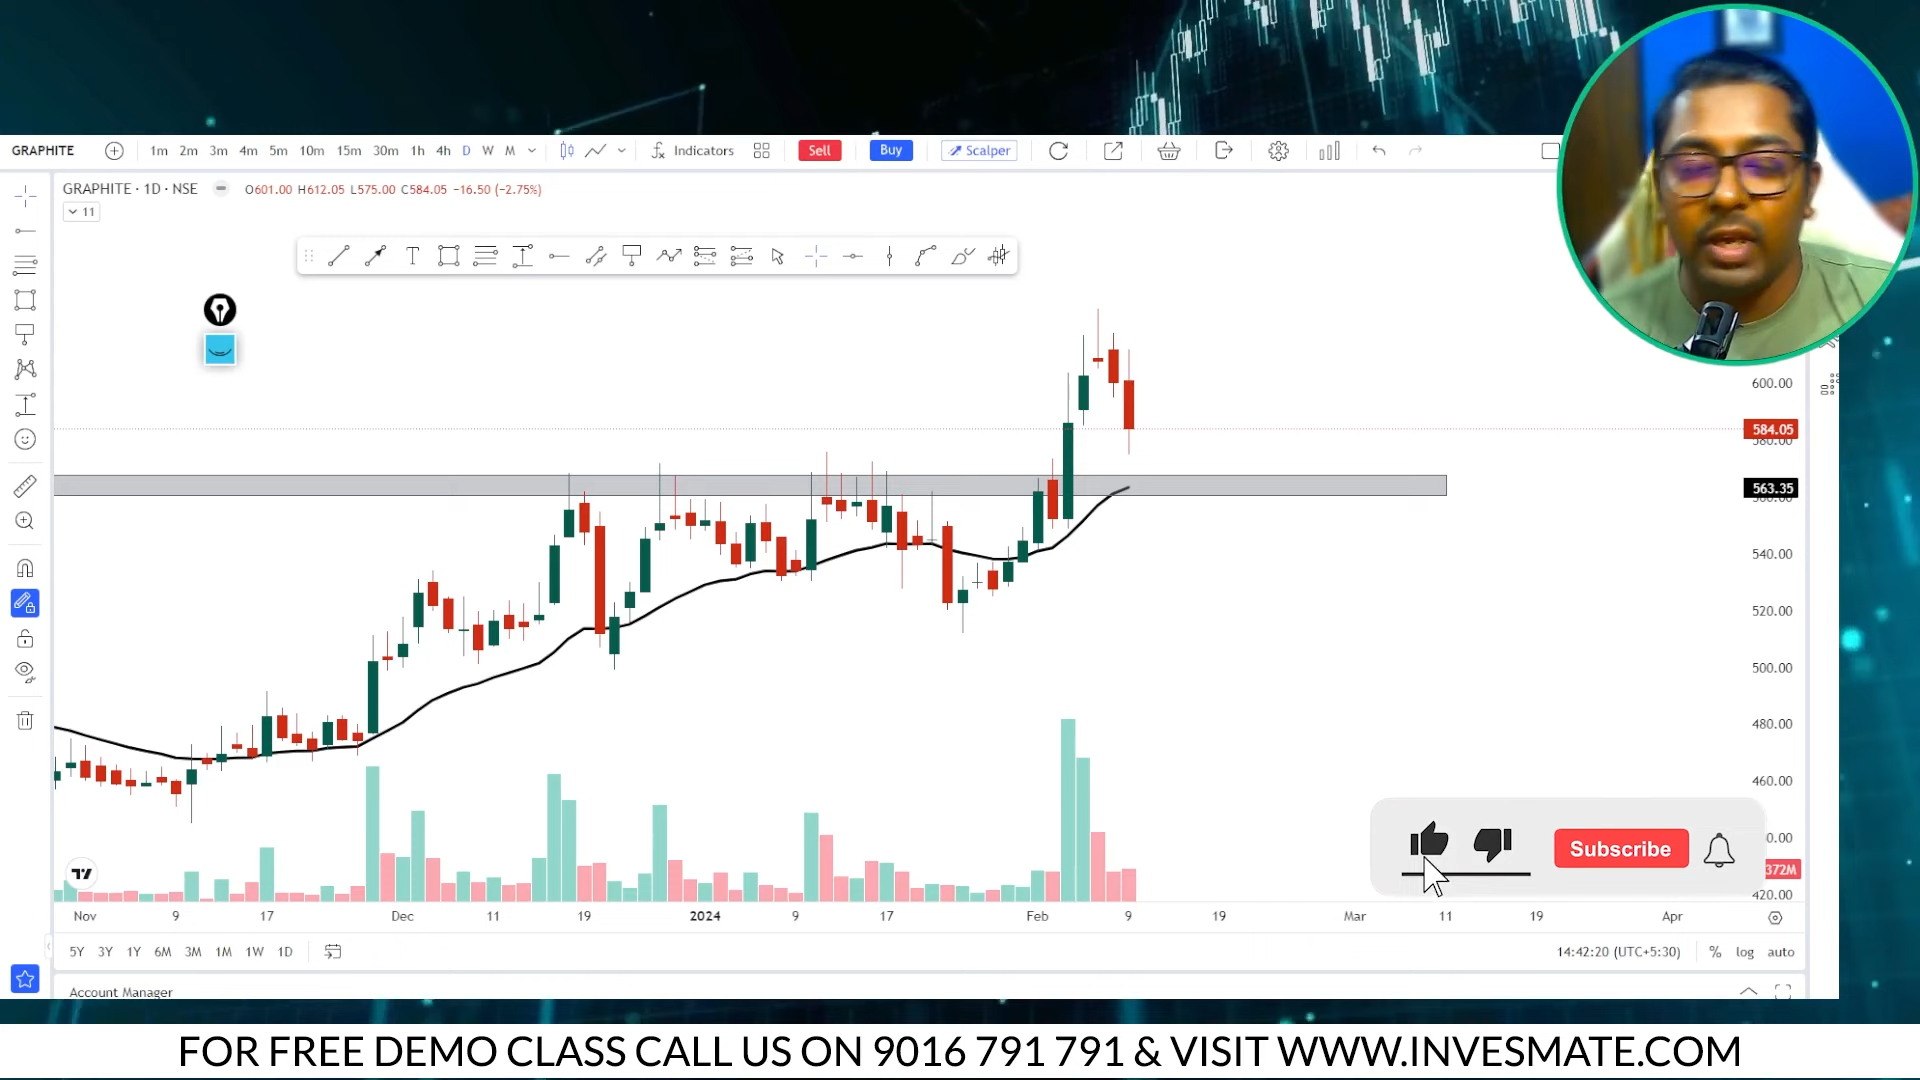 GRAPHITE 1m 2m 3m 4m 5m 10m 15m 30m 1h 4h D W M Indicators Sell Buy Scalper
GRAPHITE · 1D · NSE O601.00 H612.05 L575.00 C584.05 −16.50 (−2.75%)
11
600.00
584.05
580.00
563.35
560.00
540.00
520.00
500.00
480.00
460.00
Subscribe
372M
420.00
Nov 9 17 Dec 11 19 2024 9 17 Feb 9 19 Mar 11 19 Apr
5Y 3Y 1Y 6M 3M 1M 1W 1D 14:42:20 (UTC+5:30) % log auto
Account Manager
FOR FREE DEMO CLASS CALL US ON 9016 791 791 & VISIT WWW.INVESMATE.COM